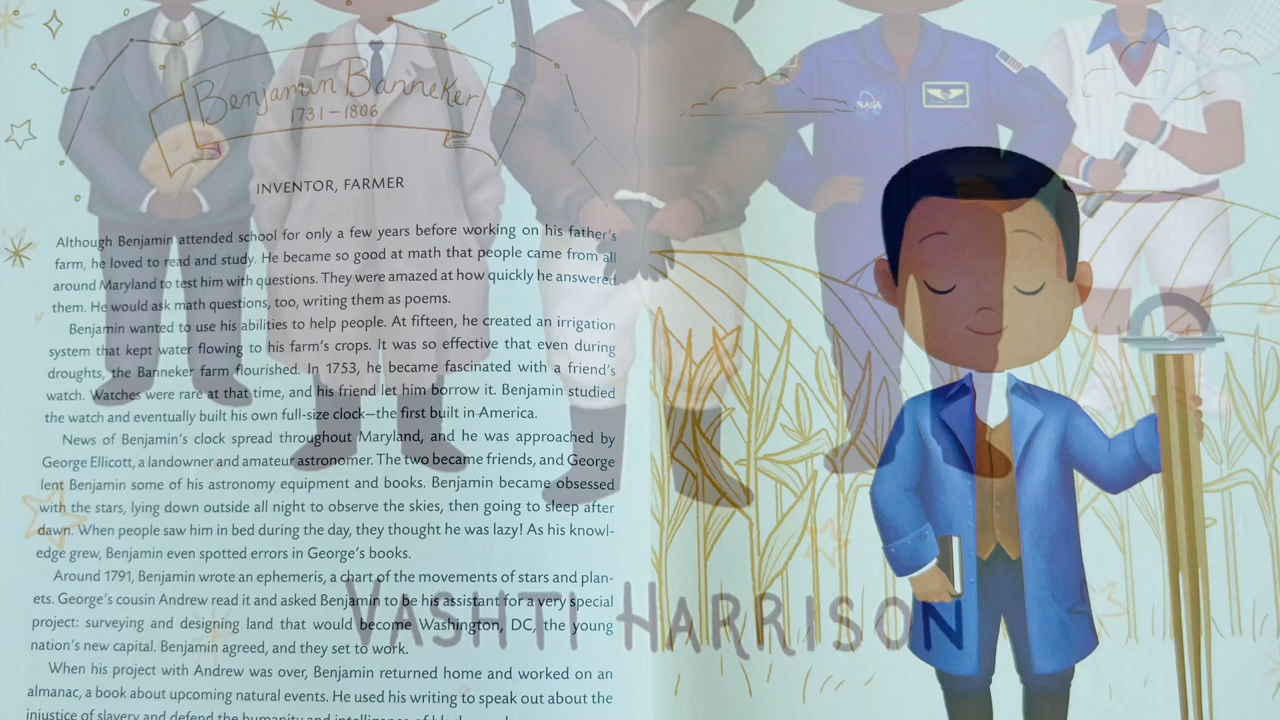 Benjamin Banneker
1731–1806
NASA
INVENTOR, FARMER
Although Benjamin attended school for only a few years before working on his father's
farm, he loved to read and study. He became so good at math that people came from all
around Maryland to test him with questions. They were amazed at how quickly he answered
them. He would ask math questions, too, writing them as poems.
Benjamin wanted to use his abilities to help people. At fifteen, he created an irrigation
system that kept water flowing to his farm's crops. It was so effective that even during
droughts, the Banneker farm flourished. In 1753, he became fascinated with a friend's
watch. Watches were rare at that time, and his friend let him borrow it. Benjamin studied
the watch and eventually built his own full-size clock—the first built in America.
News of Benjamin's clock spread throughout Maryland, and he was approached by
George Ellicott, a landowner and amateur astronomer. The two became friends, and George
lent Benjamin some of his astronomy equipment and books. Benjamin became obsessed
with the stars, lying down outside all night to observe the skies, then going to sleep after
dawn. When people saw him in bed during the day, they thought he was lazy! As his knowl-
edge grew, Benjamin even spotted errors in George's books.
Around 1791, Benjamin wrote an ephemeris, a chart of the movements of stars and plan-
ets. George's cousin Andrew read it and asked Benjamin to be his assistant for a very special
project: surveying and designing land that would become Washington, DC, the young
nation's new capital. Benjamin agreed, and they set to work.
When his project with Andrew was over, Benjamin returned home and worked on an
almanac, a book about upcoming natural events. He used his writing to speak out about the
injustice of slavery and defend the humanity and intelligence of
VASHTI HARRISON